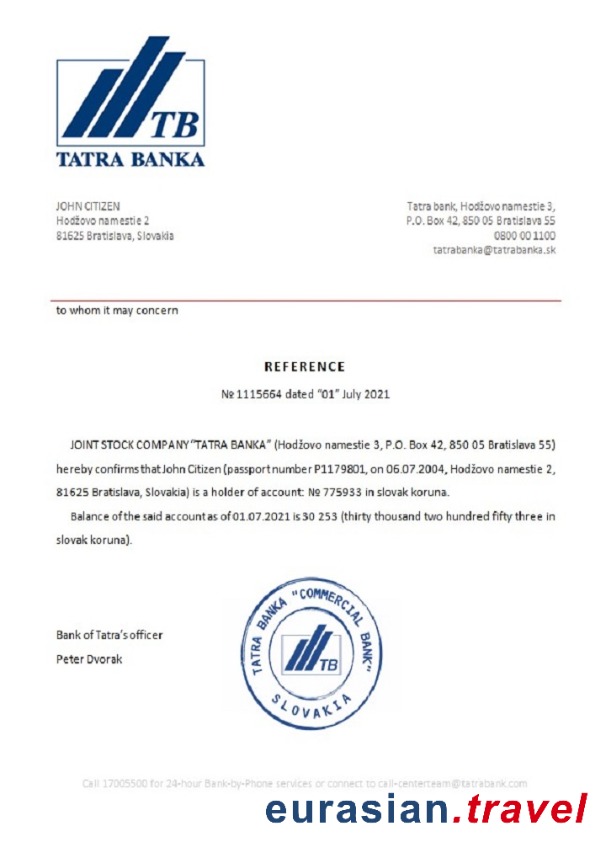 TB
TATRA BANKA
JOHN CITIZEN
Hodžovo namestie 2
81625 Bratislava, Slovakia
Tatra bank, Hodžovo namestie 3,
P.O. Box 42, 850 05 Bratislava 55
0800 00 1100
tatrabanka@tatrabanka.sk
to whom it may concern
REFERENCE
№ 1115664 dated “01” July 2021
JOINT STOCK COMPANY “TATRA BANKA” (Hodžovo namestie 3, P.O. Box 42, 850 05 Bratislava 55)
hereby confirms that John Citizen (passport number P1179801, on 06.07.2004, Hodžovo namestie 2,
81625 Bratislava, Slovakia) is a holder of account: № 775933 in slovak koruna.
Balance of the said account as of 01.07.2021 is 30 253 (thirty thousand two hundred fifty three in
slovak koruna).
Bank of Tatra’s officer
Peter Dvorak
TATRA BANKA "COMMERCIAL BANK"
TB
SLOVAKIA
Call 17005500 for 24-hour Bank-by-Phone services or connect to call-centerteam@tatrabank.com
eurasian.travel